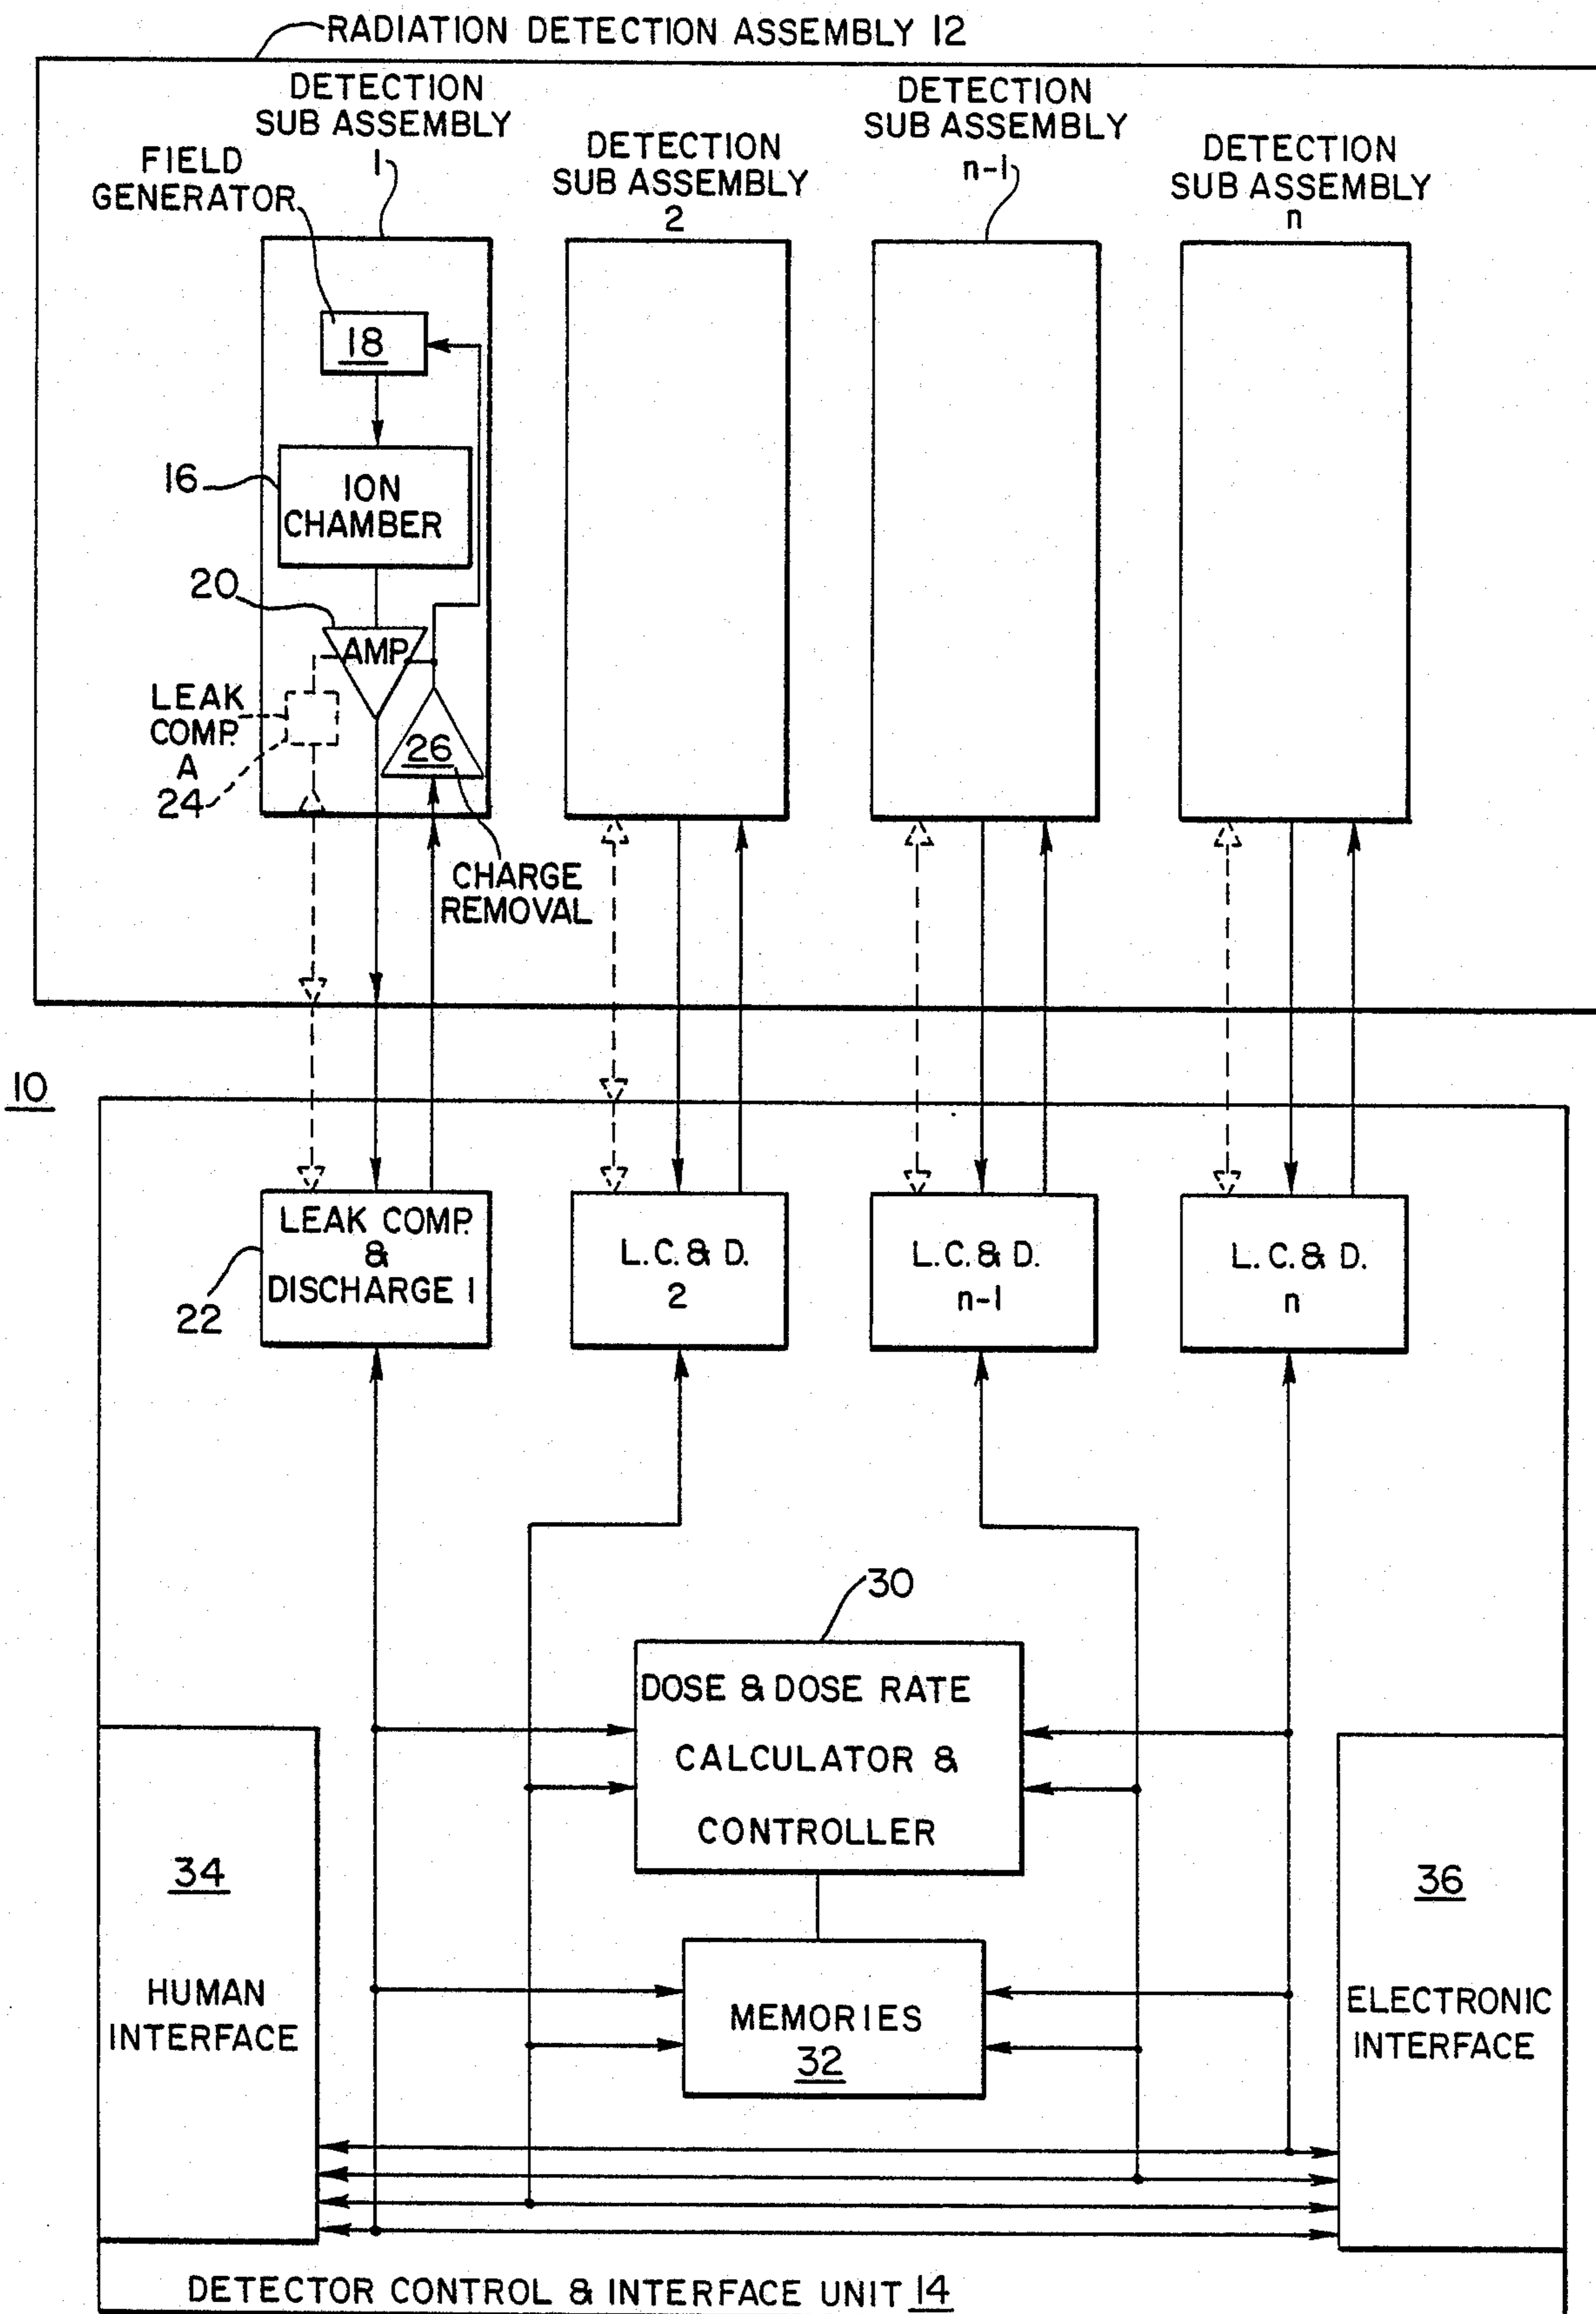 RADIATION DETECTION ASSEMBLY 12
DETECTION
SUB ASSEMBLY
1
DETECTION
SUB ASSEMBLY
2
DETECTION
SUB ASSEMBLY
n-1
DETECTION
SUB ASSEMBLY
n
FIELD
GENERATOR
18
16
ION
CHAMBER
20
AMP.
LEAK
COMP.
A
24
26
CHARGE
REMOVAL
10
LEAK COMP.
&
DISCHARGE 1
22
L.C.& D.
2
L.C.& D.
n-1
L.C.& D.
n
30
DOSE & DOSE RATE
CALCULATOR &
CONTROLLER
34
HUMAN
INTERFACE
MEMORIES
32
36
ELECTRONIC
INTERFACE
DETECTOR CONTROL & INTERFACE UNIT 14